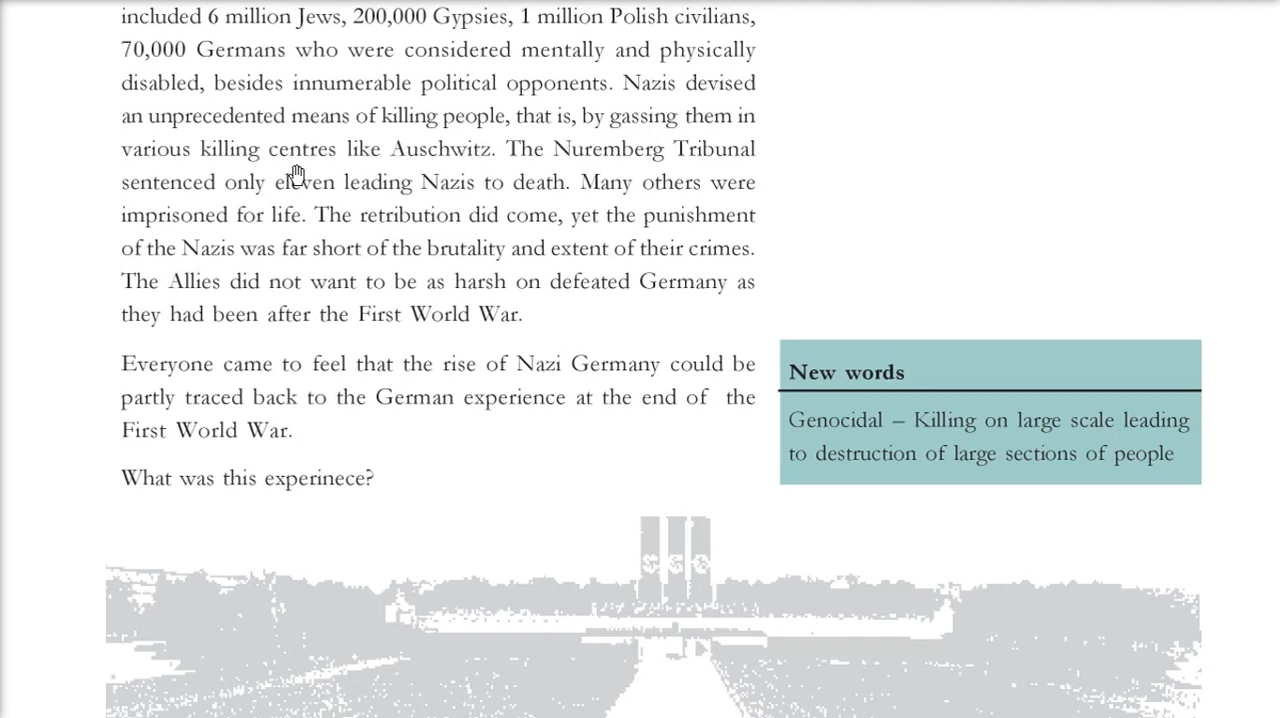 included 6 million Jews, 200,000 Gypsies, 1 million Polish civilians,
70,000 Germans who were considered mentally and physically
disabled, besides innumerable political opponents. Nazis devised
an unprecedented means of killing people, that is, by gassing them in
various killing centres like Auschwitz. The Nuremberg Tribunal
sentenced only eleven leading Nazis to death. Many others were
imprisoned for life. The retribution did come, yet the punishment
of the Nazis was far short of the brutality and extent of their crimes.
The Allies did not want to be as harsh on defeated Germany as
they had been after the First World War.
Everyone came to feel that the rise of Nazi Germany could be
partly traced back to the German experience at the end of the
First World War.
What was this experinece?
New words
Genocidal – Killing on large scale leading
to destruction of large sections of people